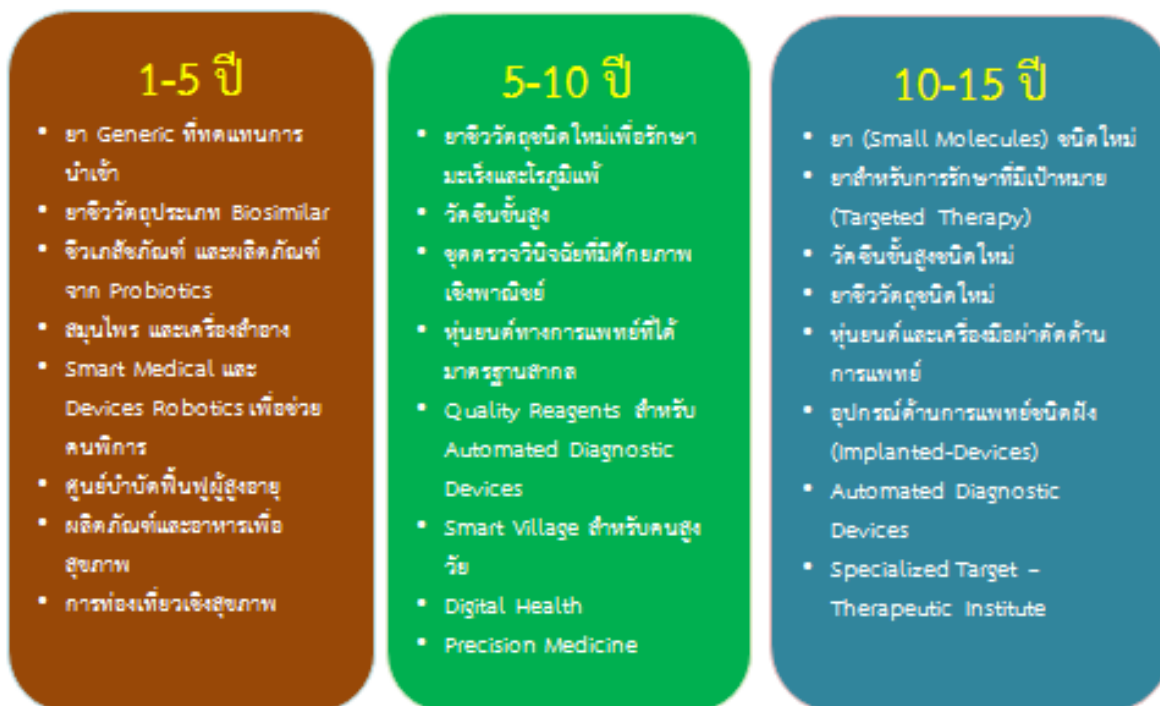 1-5 ปี
• ยา Generic ที่ทดแทนการ
นำเข้า
• ยาชีววัตถุประเภท Biosimilar
• ชีวเภสัชภัณฑ์ และผลิตภัณฑ์
จาก Probiotics
• สมุนไพร และเครื่องสำอาง
• Smart Medical และ
Devices Robotics เพื่อช่วย
คนพิการ
• ศูนย์บำบัดฟื้นฟูผู้สูงอายุ
• ผลิตภัณฑ์และอาหารเพื่อ
สุขภาพ
• การท่องเที่ยวเชิงสุขภาพ
5-10 ปี
• ยาชีววัตถุชนิดใหม่เพื่อรักษา
มะเร็งและโรภูมิแพ้
• วัคซีนขั้นสูง
• ชุดตรวจวินิจฉัยที่มีศักยภาพ
เชิงพาณิชย์
• หุ่นยนต์ทางการแพทย์ที่ได้
มาตรฐานสากล
• Quality Reagents สำหรับ
Automated Diagnostic
Devices
• Smart Village สำหรับคนสูง
วัย
• Digital Health
• Precision Medicine
10-15 ปี
• ยา (Small Molecules) ชนิดใหม่
• ยาสำหรับการรักษาที่มีเป้าหมาย
(Targeted Therapy)
• วัคซีนขั้นสูงชนิดใหม่
• ยาชีววัตถุชนิดใหม่
• หุ่นยนต์และเครื่องมือผ่าตัดด้าน
การแพทย์
• อุปกรณ์ด้านการแพทย์ชนิดฝัง
(Implanted-Devices)
• Automated Diagnostic
Devices
• Specialized Target –
Therapeutic Institute